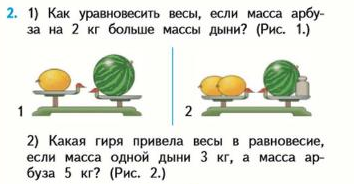 2. 1) Как уравновесить весы, если масса арбу-
за на 2 кг больше массы дыни? (Рис. 1.)
1
2
2) Какая гиря привела весы в равновесие,
если масса одной дыни 3 кг, а масса ар-
буза 5 кг? (Рис. 2.)